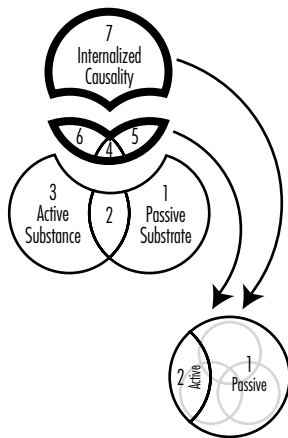 7
Internalized
Causality
6
5
4
3
Active
Substance
2
1
Passive
Substrate
2
Active
1
Passive